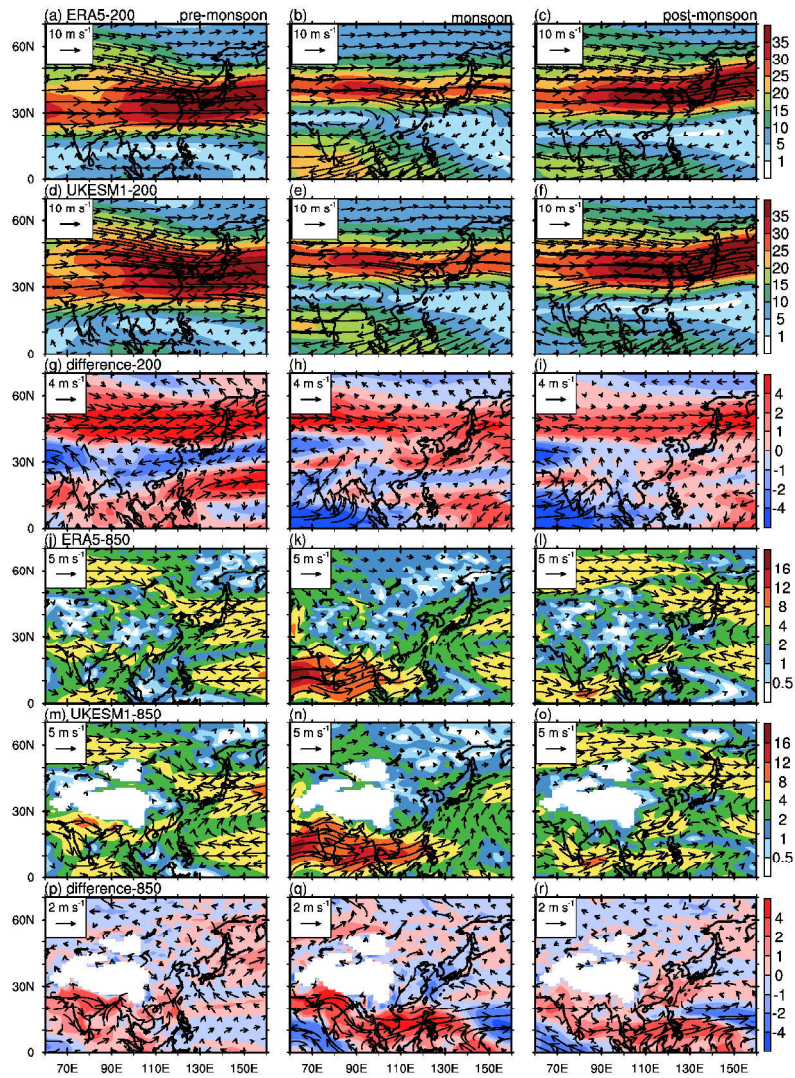 (a) ERA5-200 pre-monsoon (b) monsoon (c) post-monsoon
10 m s⁻¹ 10 m s⁻¹ 10 m s⁻¹
60N
30N
0
35
30
25
20
15
10
5
1
(d) UKESM1-200 (e) (f)
10 m s⁻¹ 10 m s⁻¹ 10 m s⁻¹
60N
30N
0
35
30
25
20
15
10
5
1
(g) difference-200 (h) (i)
4 m s⁻¹ 4 m s⁻¹ 4 m s⁻¹
60N
30N
0
4
2
1
0
-1
-2
-4
(j) ERA5-850 (k) (l)
5 m s⁻¹ 5 m s⁻¹ 5 m s⁻¹
60N
30N
0
16
12
8
4
2
1
0.5
(m) UKESM1-850 (n) (o)
5 m s⁻¹ 5 m s⁻¹ 5 m s⁻¹
60N
30N
0
16
12
8
4
2
1
0.5
(p) difference-850 (q) (r)
2 m s⁻¹ 2 m s⁻¹ 2 m s⁻¹
60N
30N
0
4
2
1
0
-1
-2
-4
70E 90E 110E 130E 150E 70E 90E 110E 130E 150E 70E 90E 110E 130E 150E